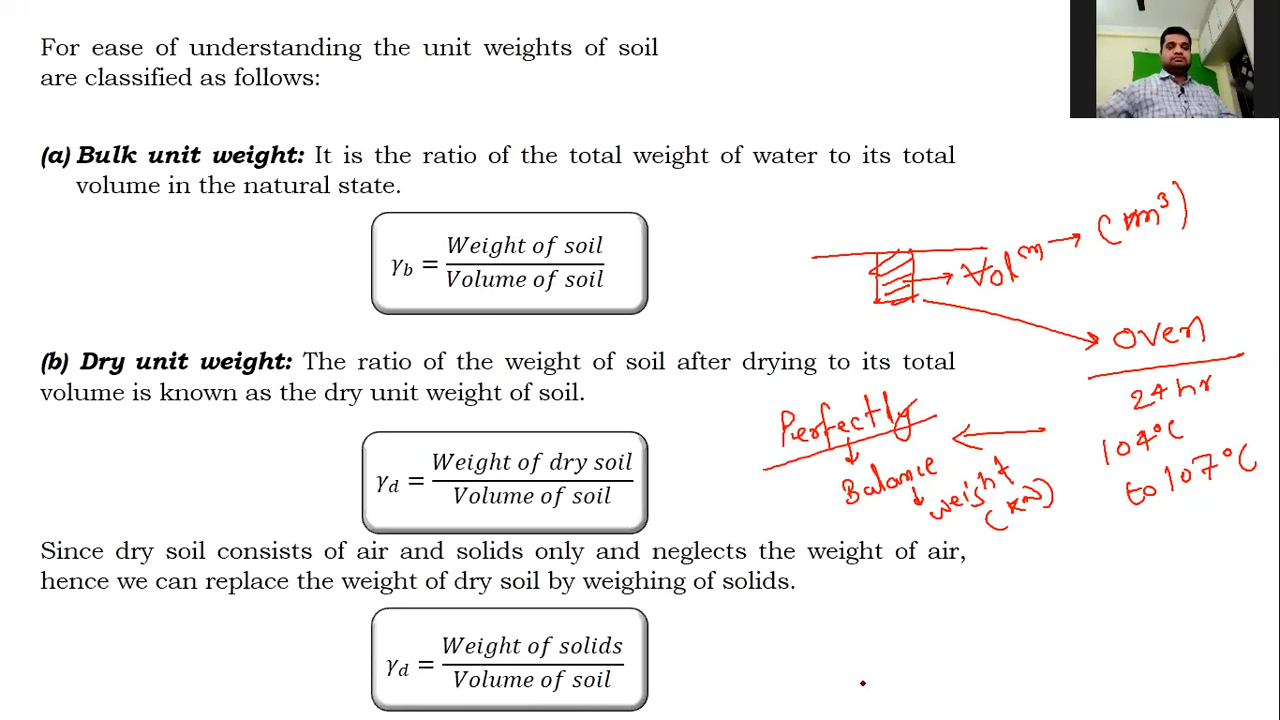 For ease of understanding the unit weights of soil
are classified as follows:
(a) Bulk unit weight: It is the ratio of the total weight of water to its total
volume in the natural state.
γb = Weight of soil / Volume of soil
Vol(m) → (m³)
oven
24 hr
104°C
to 107°C
(b) Dry unit weight: The ratio of the weight of soil after drying to its total
volume is known as the dry unit weight of soil.
Perfectly
Balance
weight
(kN)
γd = Weight of dry soil / Volume of soil
Since dry soil consists of air and solids only and neglects the weight of air,
hence we can replace the weight of dry soil by weighing of solids.
γd = Weight of solids / Volume of soil